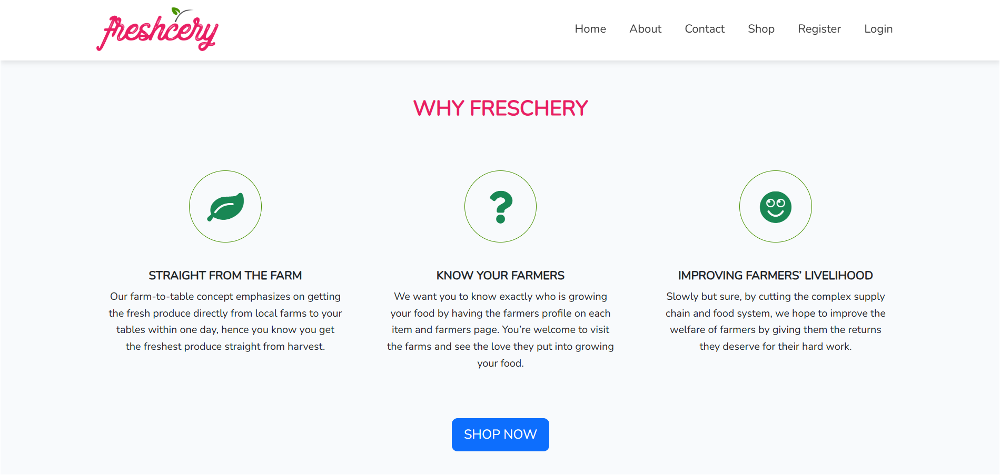 freshcery
Home About Contact Shop Register Login
WHY FRESCHERY
STRAIGHT FROM THE FARM
Our farm-to-table concept emphasizes on getting
the fresh produce directly from local farms to your
tables within one day, hence you know you get
the freshest produce straight from harvest.
KNOW YOUR FARMERS
We want you to know exactly who is growing
your food by having the farmers profile on each
item and farmers page. You’re welcome to visit
the farms and see the love they put into growing
your food.
IMPROVING FARMERS’ LIVELIHOOD
Slowly but sure, by cutting the complex supply
chain and food system, we hope to improve the
welfare of farmers by giving them the returns
they deserve for their hard work.
SHOP NOW